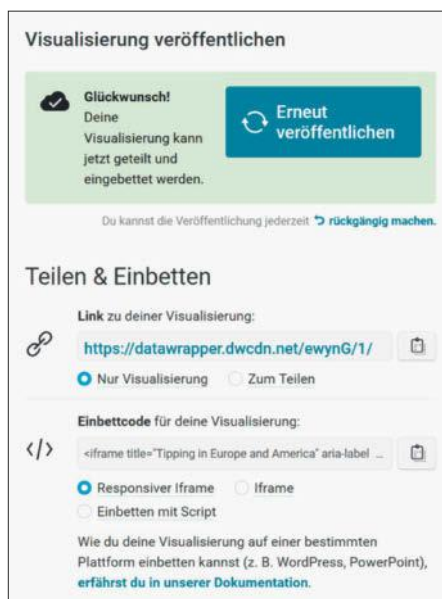 Visualisierung veröffentlichen
Glückwunsch!
Deine
Visualisierung kann
jetzt geteilt und
eingebettet werden.
Erneut
veröffentlichen
Du kannst die Veröffentlichung jederzeit rückgängig machen.
Teilen & Einbetten
Link zu deiner Visualisierung:
https://datawrapper.dwcdn.net/ewynG/1/
Nur Visualisierung Zum Teilen
Einbettcode für deine Visualisierung:
</> <iframe title="Tipping in Europe and America" aria-label ...
Responsiver Iframe Iframe
Einbetten mit Script
Wie du deine Visualisierung auf einer bestimmten
Plattform einbetten kannst (z. B. WordPress, PowerPoint),
erfährst du in unserer Dokumentation.